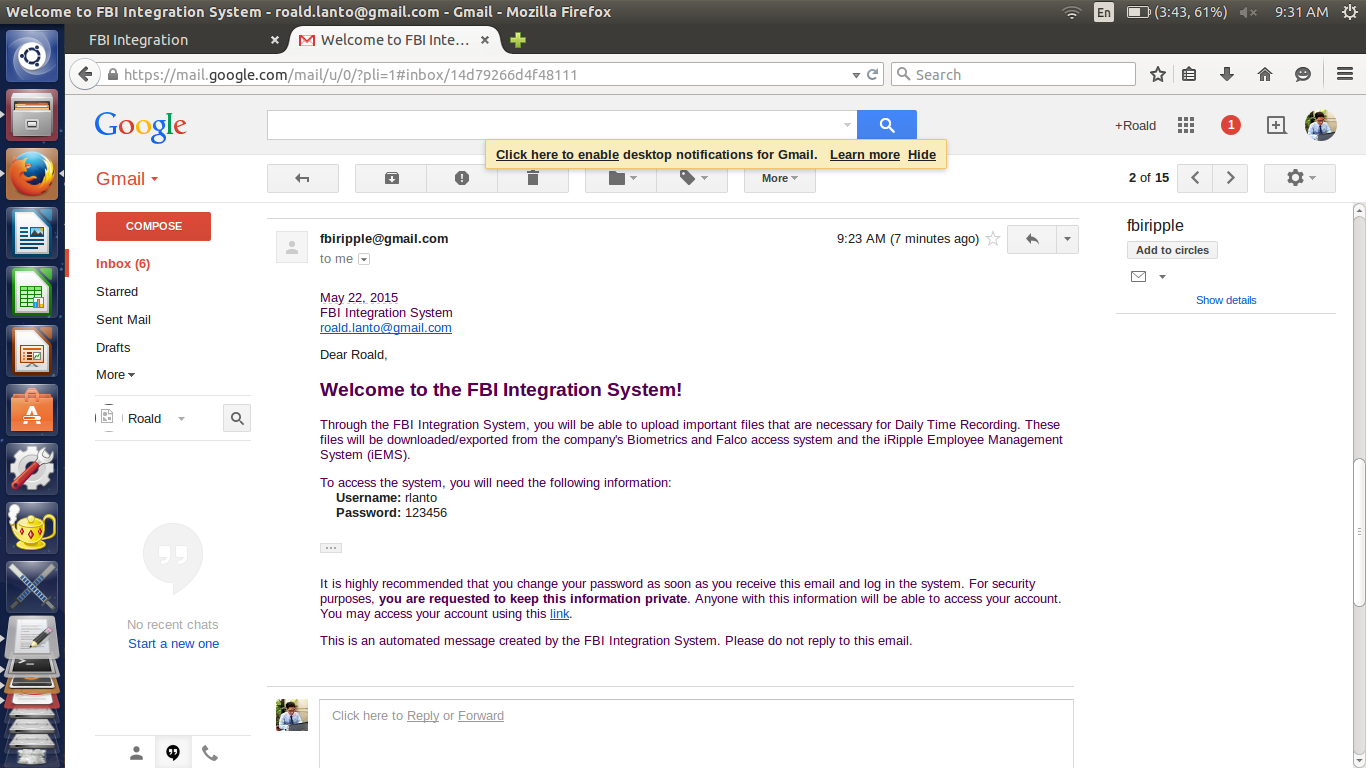 Welcome to FBI Integration System - roald.lanto@gmail.com - Gmail - Mozilla Firefox
En (3:43, 61%) 9:31 AM
FBI Integration × Welcome to FBI Inte... ×
https://mail.google.com/mail/u/0/?pli=1#inbox/14d79266d4f48111
Search
Google
+Roald 1
Click here to enable desktop notifications for Gmail. Learn more Hide
Gmail
More
2 of 15
COMPOSE
Inbox (6)
Starred
Sent Mail
Drafts
More
Roald
No recent chats
Start a new one
fbiripple@gmail.com
9:23 AM (7 minutes ago)
to me
May 22, 2015
FBI Integration System
roald.lanto@gmail.com
Dear Roald,
Welcome to the FBI Integration System!
Through the FBI Integration System, you will be able to upload important files that are necessary for Daily Time Recording. These
files will be downloaded/exported from the company's Biometrics and Falco access system and the iRipple Employee Management
System (iEMS).
To access the system, you will need the following information:
Username: rlanto
Password: 123456
It is highly recommended that you change your password as soon as you receive this email and log in the system. For security
purposes, you are requested to keep this information private. Anyone with this information will be able to access your account.
You may access your account using this link.
This is an automated message created by the FBI Integration System. Please do not reply to this email.
Click here to Reply or Forward
fbiripple
Add to circles
Show details